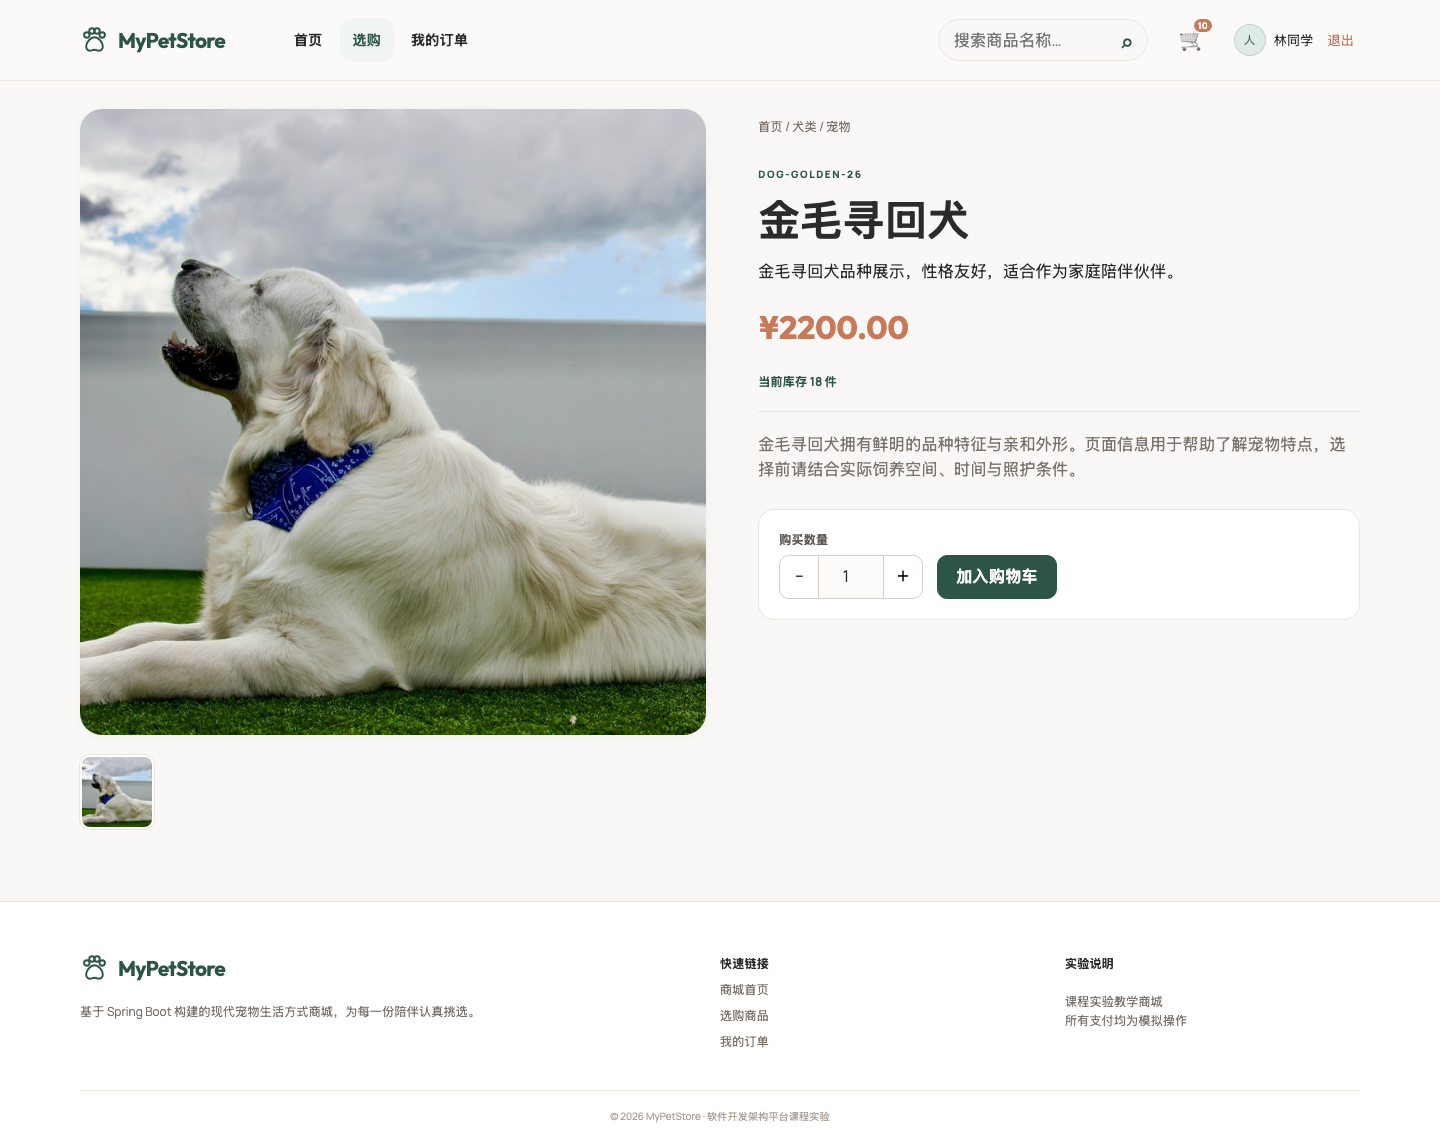 MyPetStore
首页
选购
我的订单
搜索商品名称...
10
人
林同学
退出
首页 / 犬类 / 宠物
DOG-GOLDEN-26
金毛寻回犬
金毛寻回犬品种展示，性格友好，适合作为家庭陪伴伙伴。
¥2200.00
当前库存 18 件
金毛寻回犬拥有鲜明的品种特征与亲和外形。页面信息用于帮助了解宠物特点，选
择前请结合实际饲养空间、时间与照护条件。
购买数量
− 1 +
加入购物车
MyPetStore
基于 Spring Boot 构建的现代宠物生活方式商城，为每一份陪伴认真挑选。
快速链接
商城首页
选购商品
我的订单
实验说明
课程实验教学商城
所有支付均为模拟操作
© 2026 MyPetStore · 软件开发架构平台课程实验